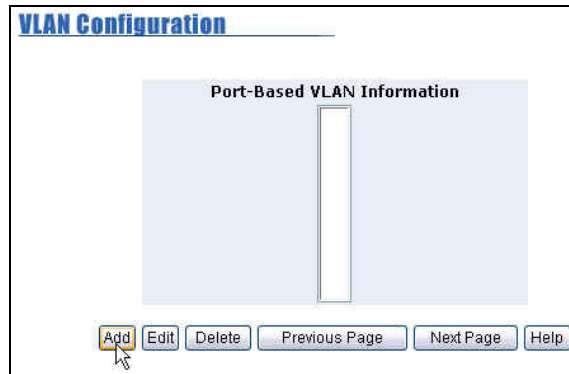 VLAN Configuration
Port-Based VLAN Information
Add Edit Delete Previous Page Next Page Help